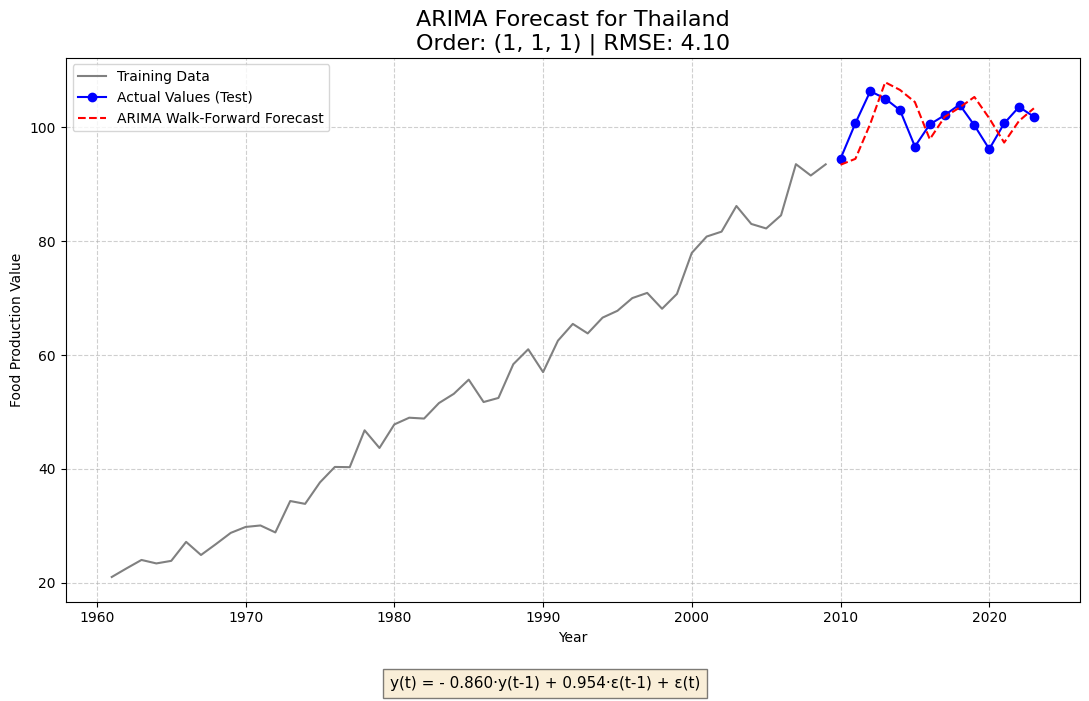 ARIMA Forecast for Thailand
Order: (1, 1, 1) | RMSE: 4.10
Training Data
Actual Values (Test)
ARIMA Walk-Forward Forecast
Food Production Value
100
80
60
40
20
1960 1970 1980 1990 2000 2010 2020
Year
y(t) = - 0.860·y(t-1) + 0.954·ε(t-1) + ε(t)